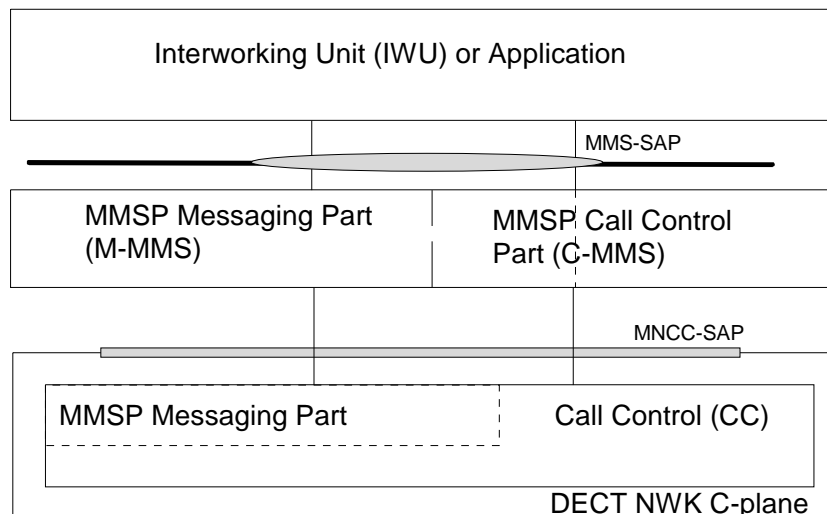 Interworking Unit (IWU) or Application
MMS-SAP
MMSP Messaging Part
(M-MMS)
MMSP Call Control
Part (C-MMS)
MNCC-SAP
MMSP Messaging Part
Call Control (CC)
DECT NWK C-plane